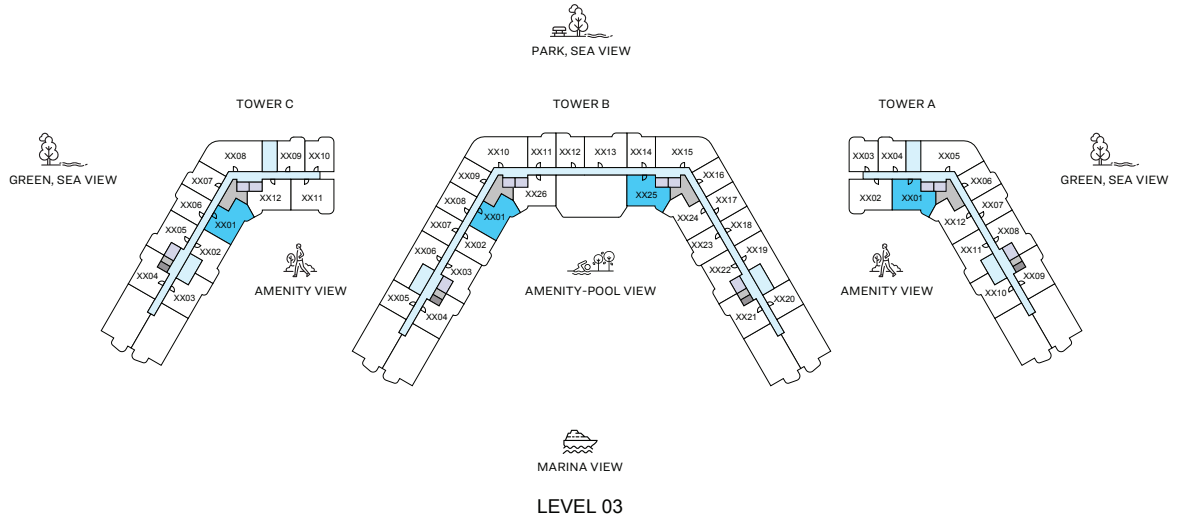 PARK, SEA VIEW
TOWER C
TOWER B
TOWER A
GREEN, SEA VIEW
GREEN, SEA VIEW
XX08
XX09
XX10
XX07
XX06
XX05
XX04
XX01
XX02
XX03
XX12
XX11
XX10
XX11
XX12
XX13
XX14
XX15
XX09
XX08
XX07
XX06
XX05
XX01
XX02
XX03
XX04
XX26
XX25
XX16
XX17
XX18
XX19
XX20
XX24
XX23
XX22
XX21
XX03
XX04
XX05
XX02
XX01
XX06
XX07
XX08
XX09
XX12
XX11
XX10
AMENITY VIEW
AMENITY-POOL VIEW
AMENITY VIEW
MARINA VIEW
LEVEL 03